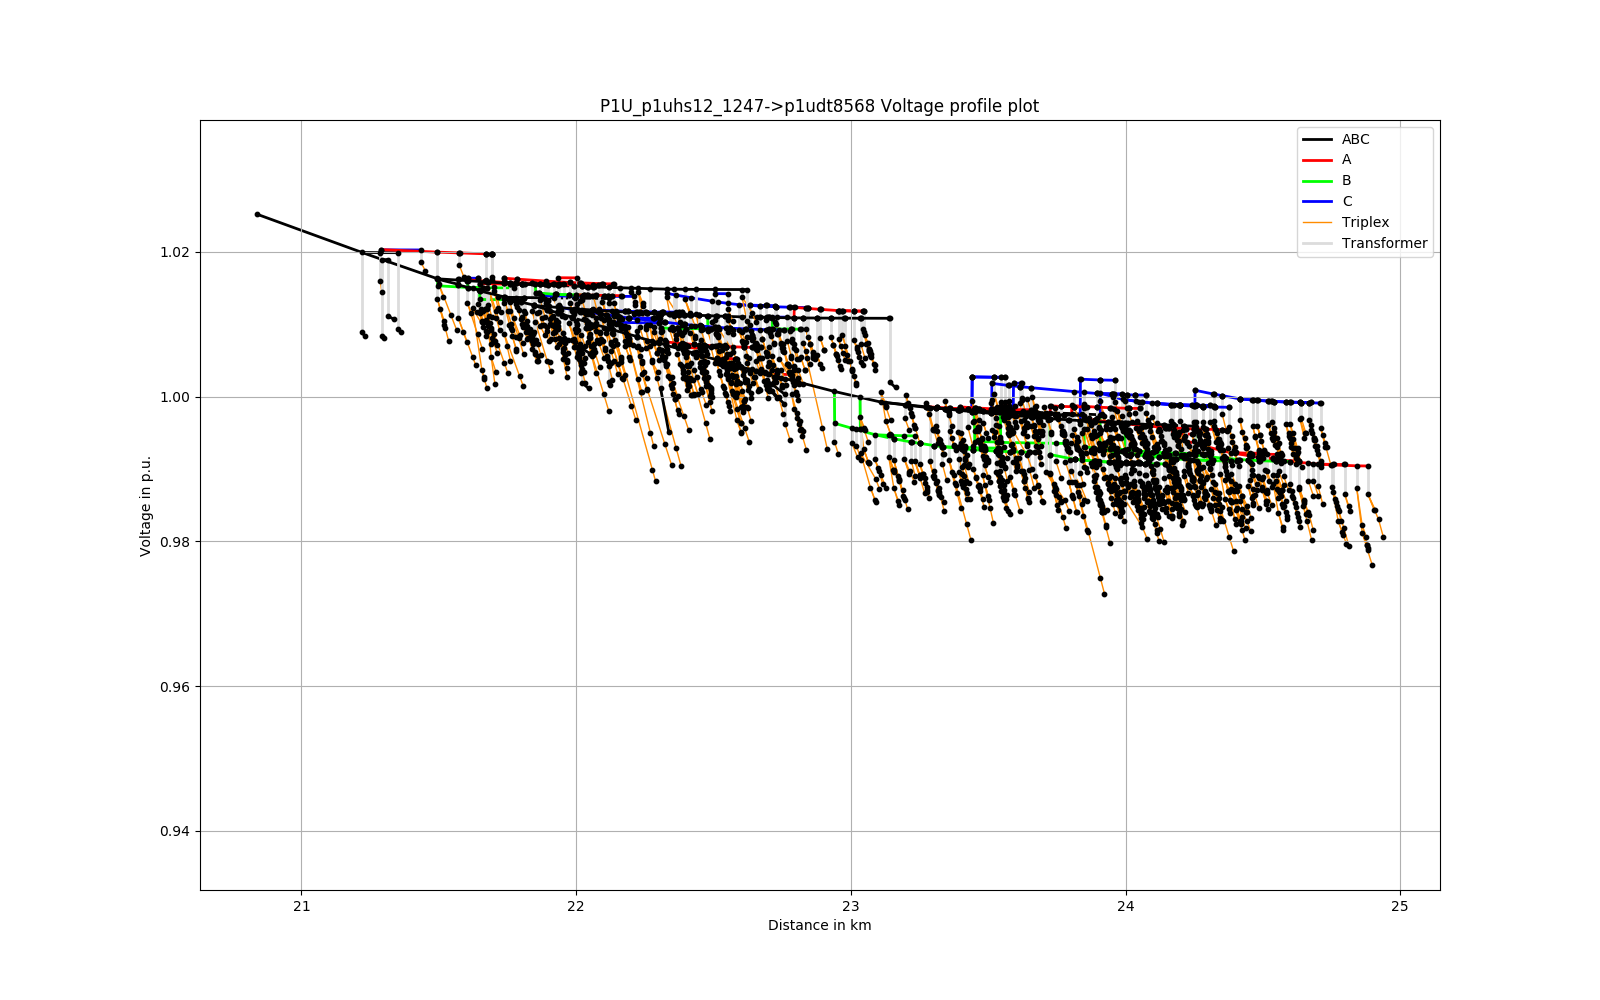 P1U_p1uhs12_1247->p1udt8568 Voltage profile plot
ABC
A
B
C
Triplex
Transformer
1.02
1.00
0.98
0.96
0.94
Voltage in p.u.
21 22 23 24 25
Distance in km